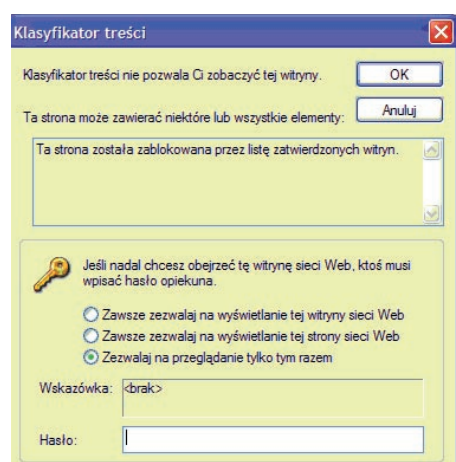 Klasyfikator treści
Klasyfikator treści nie pozwala Ci zobaczyć tej witryny.
OK
Ta strona może zawierać niektóre lub wszystkie elementy:
Anuluj
Ta strona została zablokowana przez listę zatwierdzonych witryn.
Jeśli nadal chcesz obejrzeć tę witrynę sieci Web, ktoś musi
wpisać hasło opiekuna.
Zawsze zezwalaj na wyświetlanie tej witryny sieci Web
Zawsze zezwalaj na wyświetlanie tej strony sieci Web
Zezwalaj na przeglądanie tylko tym razem
Wskazówka: <brak>
Hasło: